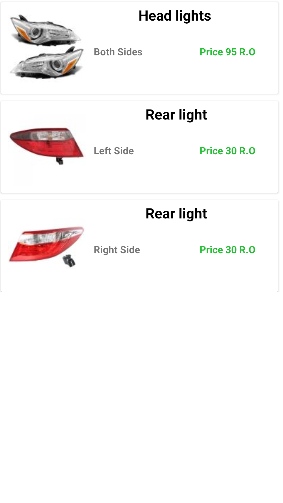 Head lights
Both Sides Price 95 R.O
Rear light
Left Side Price 30 R.O
Rear light
Right Side Price 30 R.O